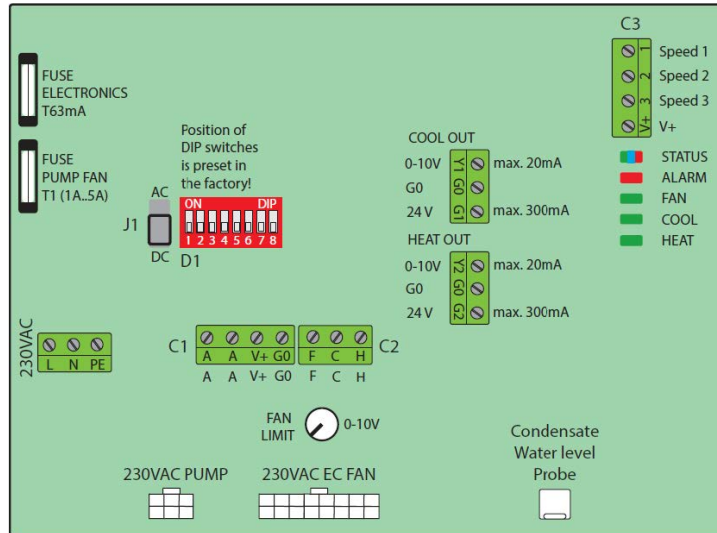 C3
1 Speed 1
2 Speed 2
3 Speed 3
V+ V+
STATUS
ALARM
FAN
COOL
HEAT
FUSE
ELECTRONICS
T63mA
FUSE
PUMP FAN
T1 (1A..5A)
Position of
DIP switches
is preset in
the factory!
AC
J1
DC
ON DIP
1 2 3 4 5 6 7 8
D1
COOL OUT
0-10V Y1 max. 20mA
G0 G0
24 V G1 max. 300mA
HEAT OUT
0-10V Y2 max. 20mA
G0 G0
24 V G2 max. 300mA
230VAC
L N PE
C1 C2
A A V+ G0 F C H
A A V+ G0 F C H
FAN
LIMIT
0-10V
230VAC PUMP
230VAC EC FAN
Condensate
Water level
Probe